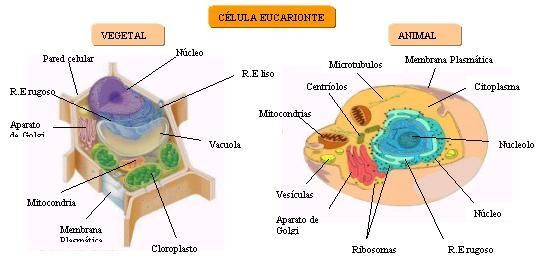 CÉLULA EUCARIONTE
VEGETAL
ANIMAL
Pared celular
Núcleo
R.E liso
R.E rugoso
Aparato
de Golgi
Vacuola
Mitocondria
Membrana
Plasmática
Cloroplasto
Microtubulos
Membrana Plasmática
Centríolos
Citoplasma
Mitocondrias
Nucleolo
Vesículas
Núcleo
Aparato de
Golgi
Ribosomas
R.E rugoso